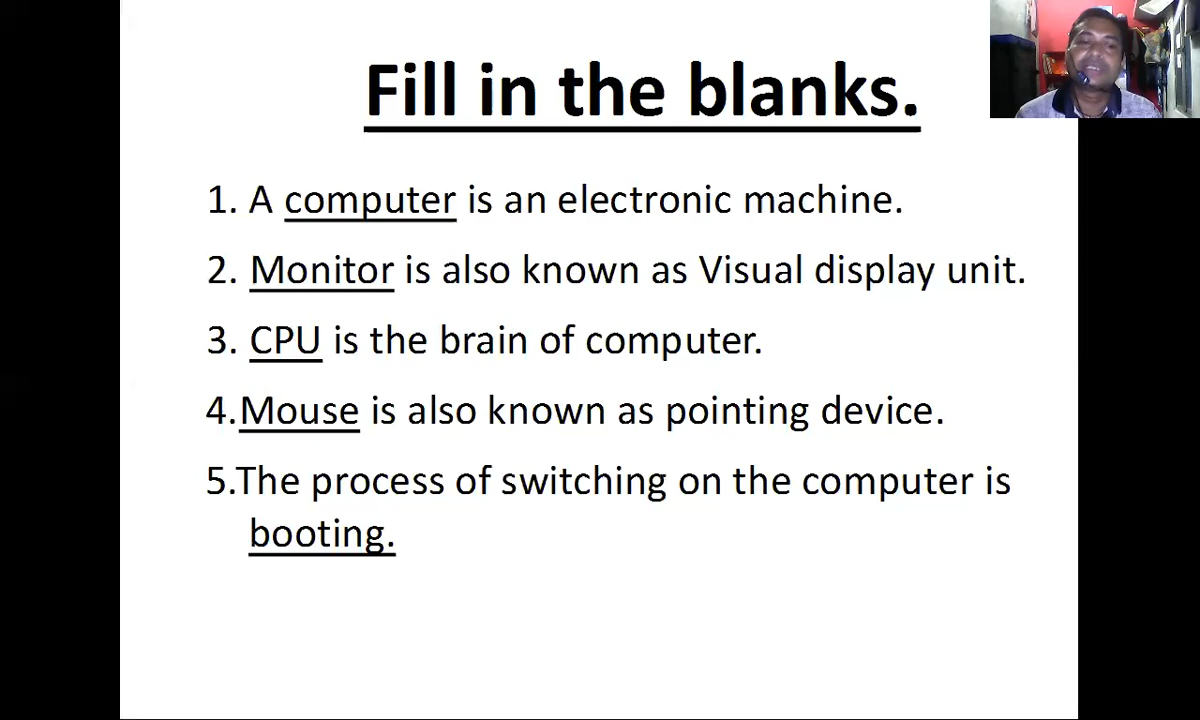 Fill in the blanks.
1. A computer is an electronic machine.
2. Monitor is also known as Visual display unit.
3. CPU is the brain of computer.
4.Mouse is also known as pointing device.
5.The process of switching on the computer is
booting.